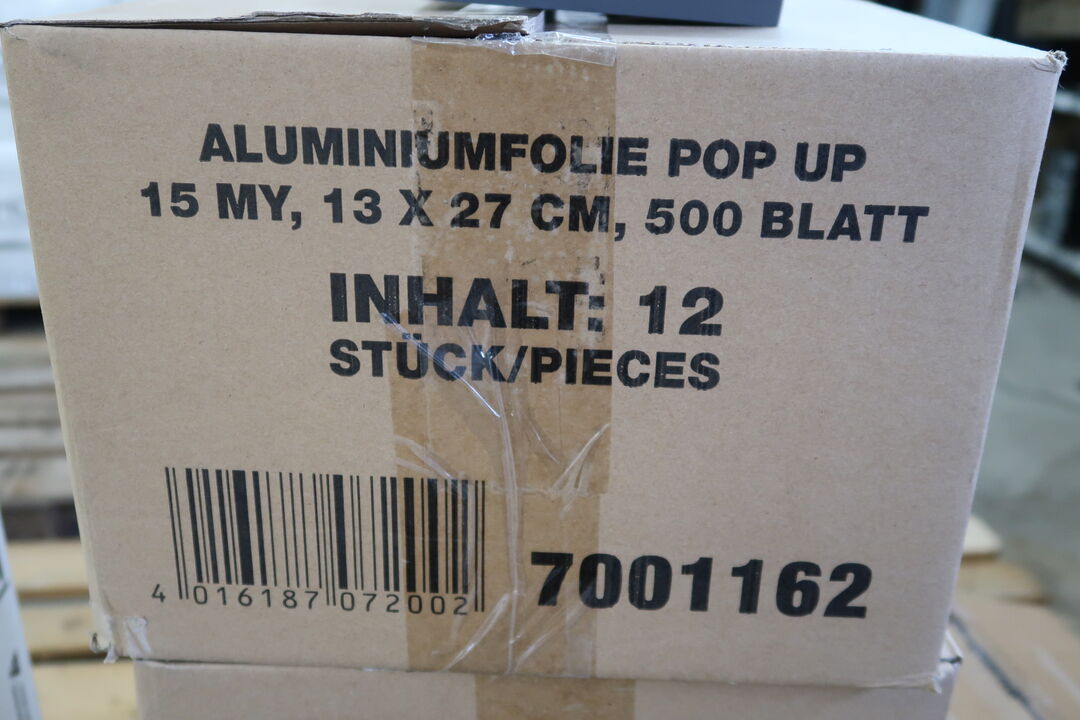 ALUMINIUMFOLIE POP UP
15 MY, 13 X 27 CM, 500 BLATT
INHALT: 12
STÜCK/PIECES
4 016187 072002
7001162